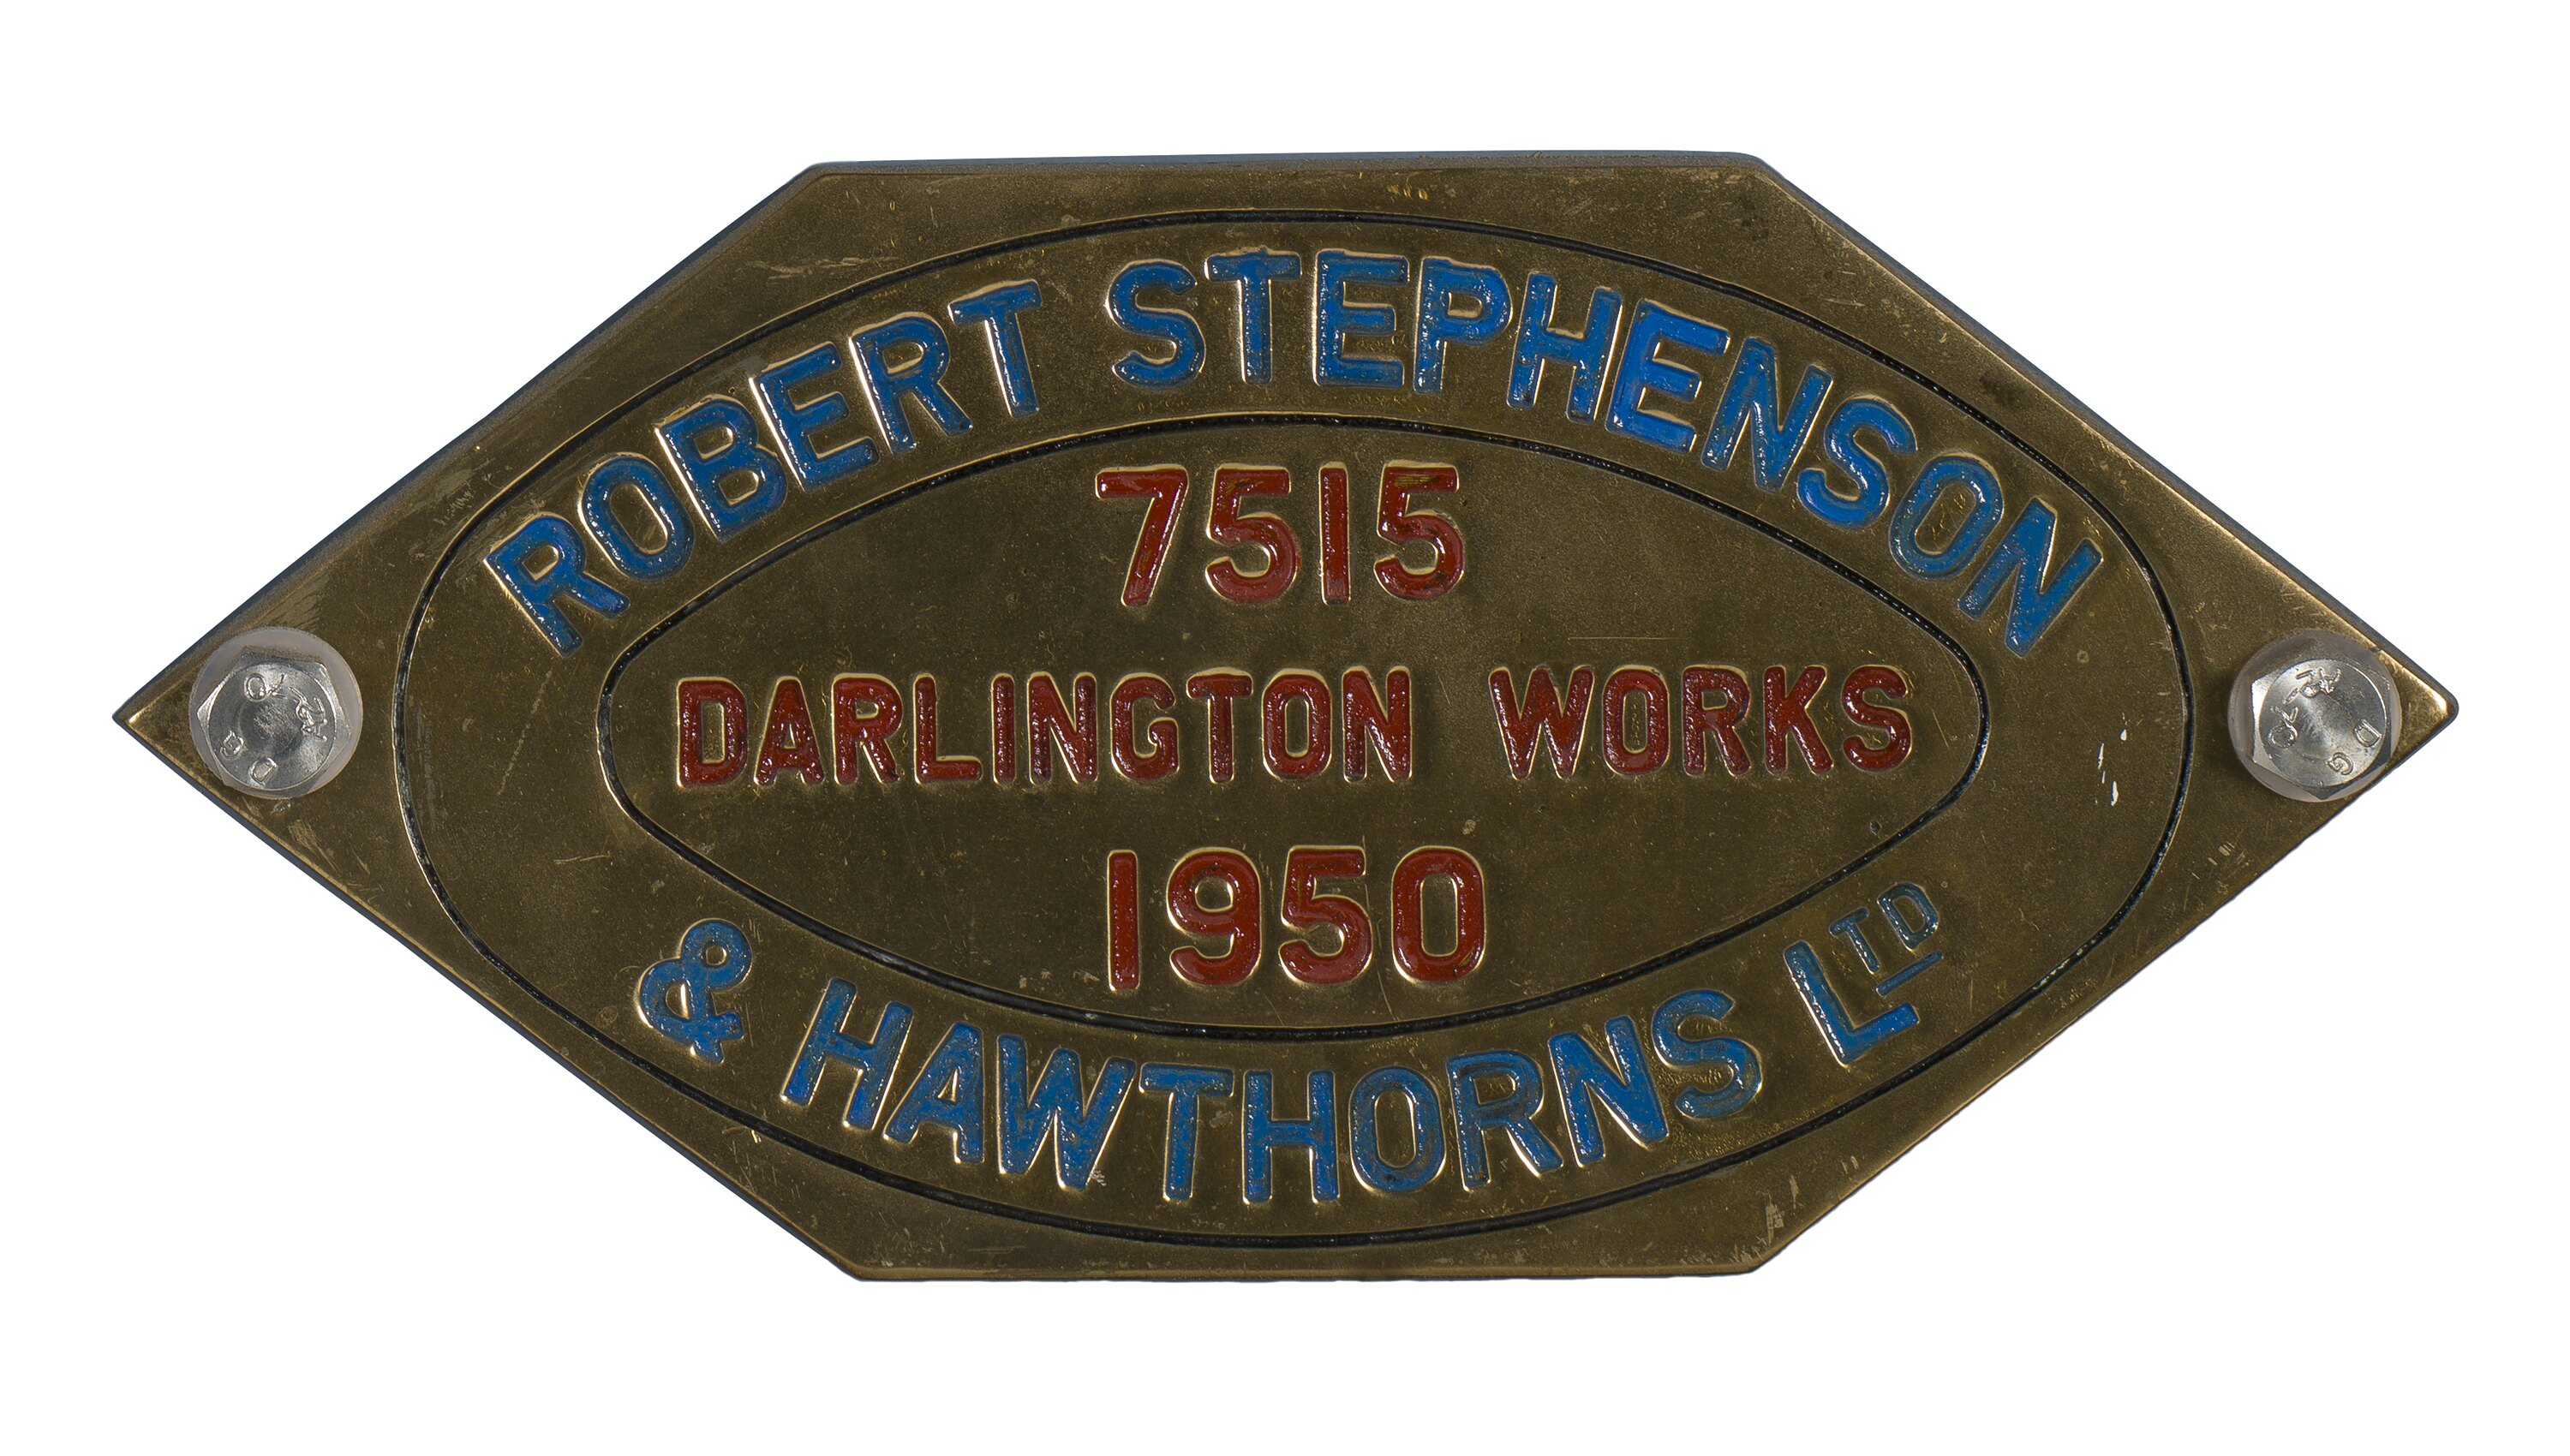 ROBERT STEPHENSON
7515
DARLINGTON WORKS
1950
& HAWTHORNS LTD